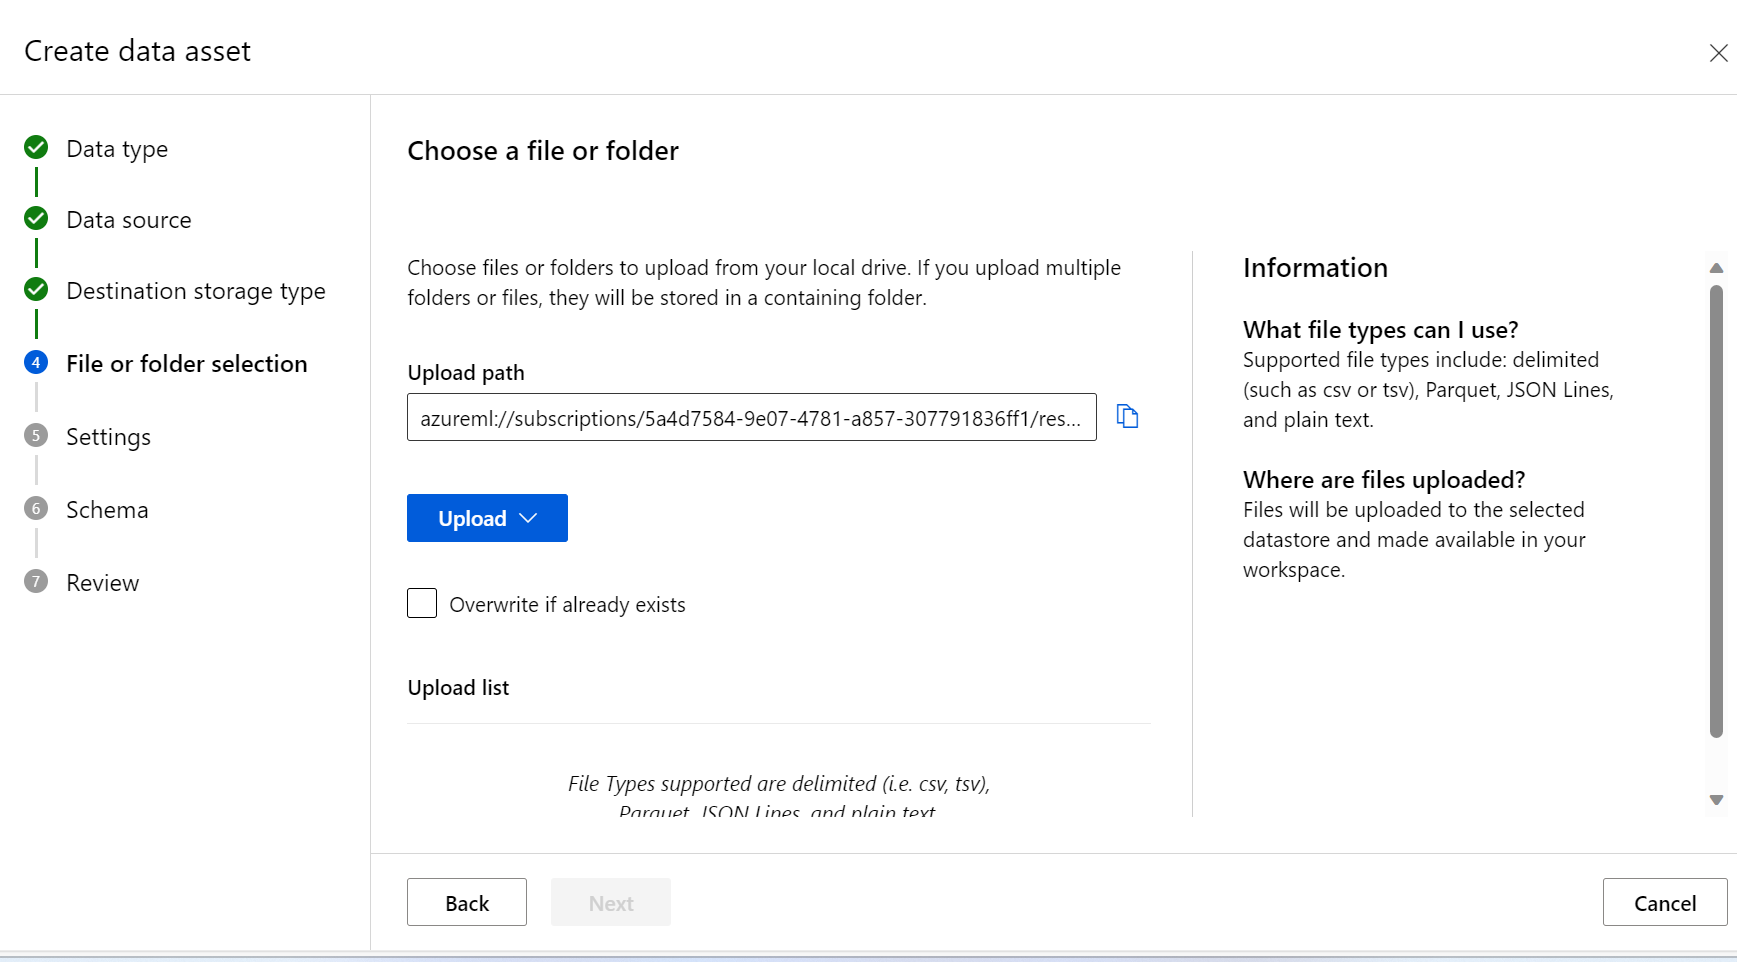 Create data asset
Data type
Data source
Destination storage type
4 File or folder selection
5 Settings
6 Schema
7 Review
Choose a file or folder
Choose files or folders to upload from your local drive. If you upload multiple
folders or files, they will be stored in a containing folder.
Upload path
azureml://subscriptions/5a4d7584-9e07-4781-a857-307791836ff1/res...
Upload
Overwrite if already exists
Upload list
File Types supported are delimited (i.e. csv, tsv),
Parquet, JSON Lines, and plain text
Information
What file types can I use?
Supported file types include: delimited
(such as csv or tsv), Parquet, JSON Lines,
and plain text.
Where are files uploaded?
Files will be uploaded to the selected
datastore and made available in your
workspace.
Back
Next
Cancel